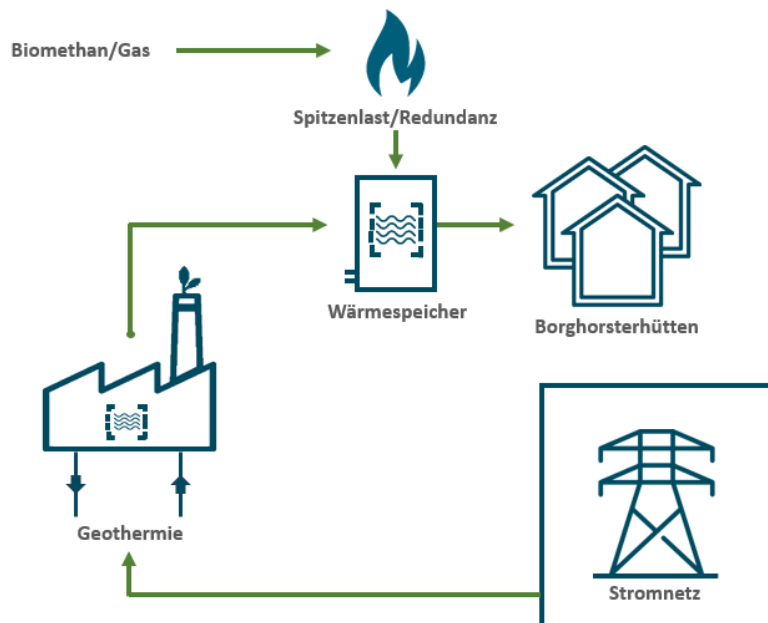 Biomethan/Gas
Spitzenlast/Redundanz
Wärmespeicher
Borghorsterhütten
Geothermie
Stromnetz